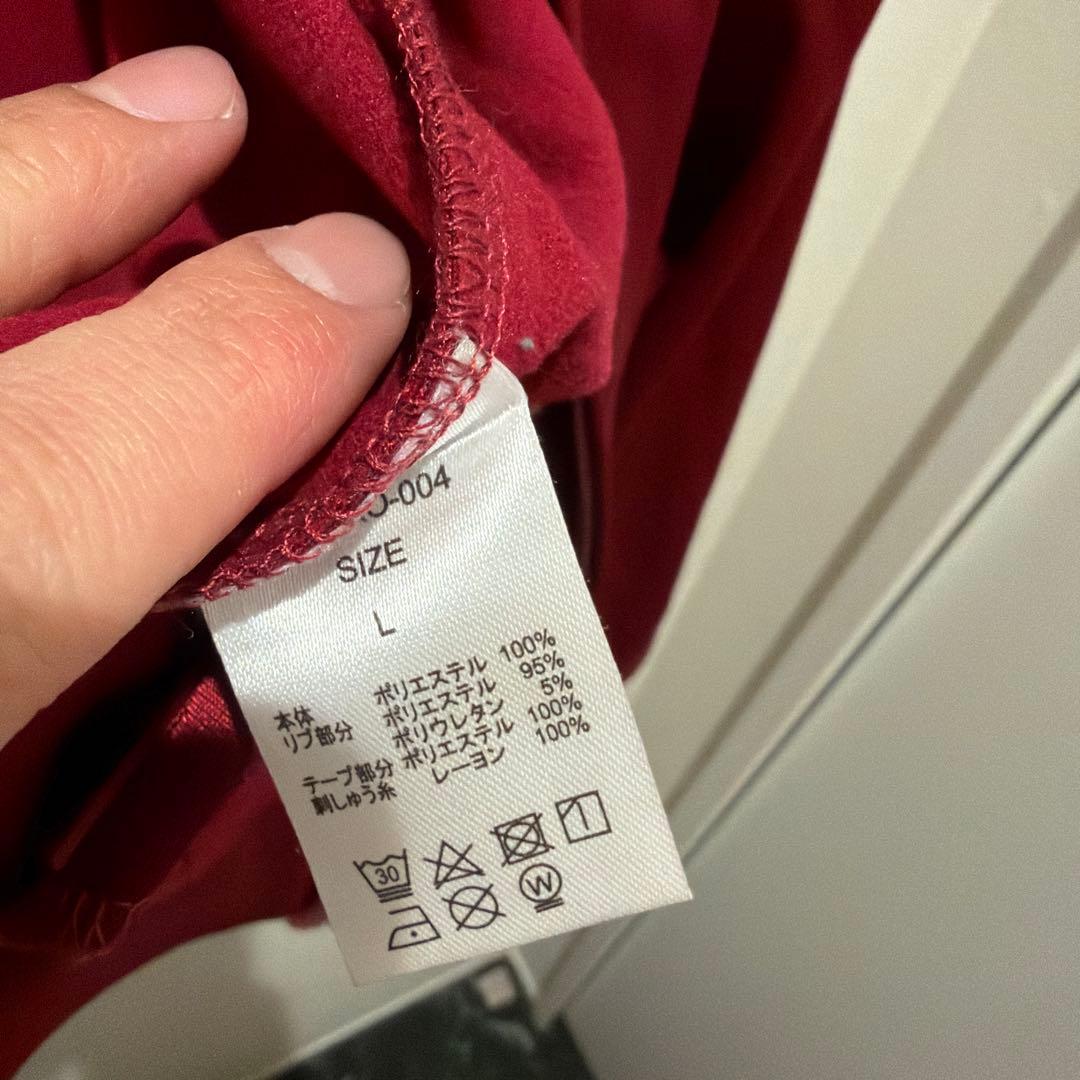 O-004
SIZE
L
本体 ポリエステル 100%
リブ部分 ポリエステル 95%
ポリウレタン 5%
テープ部分 ポリエステル 100%
刺しゅう糸 レーヨン 100%
30
W